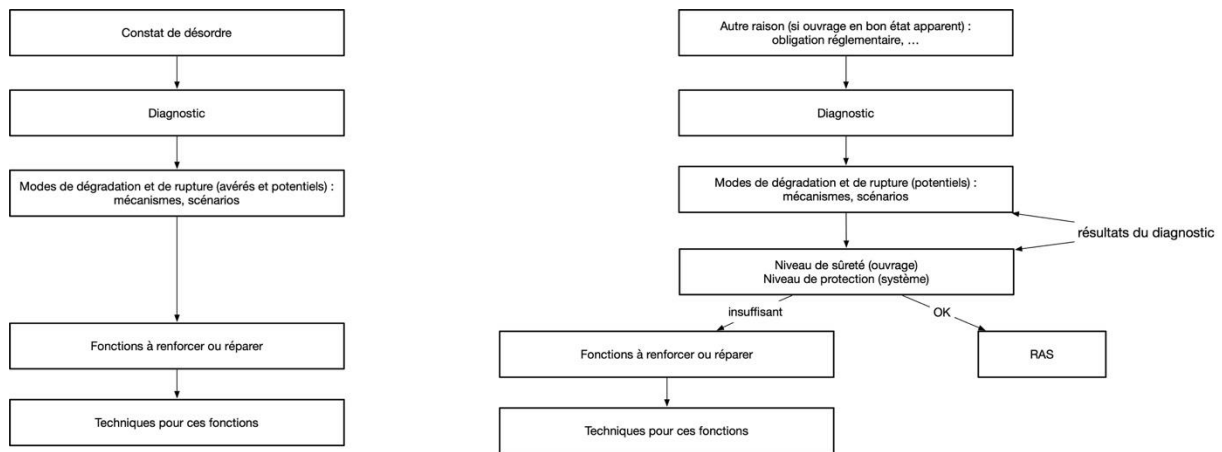 Constat de désordre
Diagnostic
Modes de dégradation et de rupture (avérés et potentiels) :
mécanismes, scénarios
Fonctions à renforcer ou réparer
Techniques pour ces fonctions
Autre raison (si ouvrage en bon état apparent) :
obligation réglementaire, …
Diagnostic
Modes de dégradation et de rupture (potentiels) :
mécanismes, scénarios
résultats du diagnostic
Niveau de sûreté (ouvrage)
Niveau de protection (système)
insuffisant
OK
Fonctions à renforcer ou réparer
RAS
Techniques pour ces fonctions